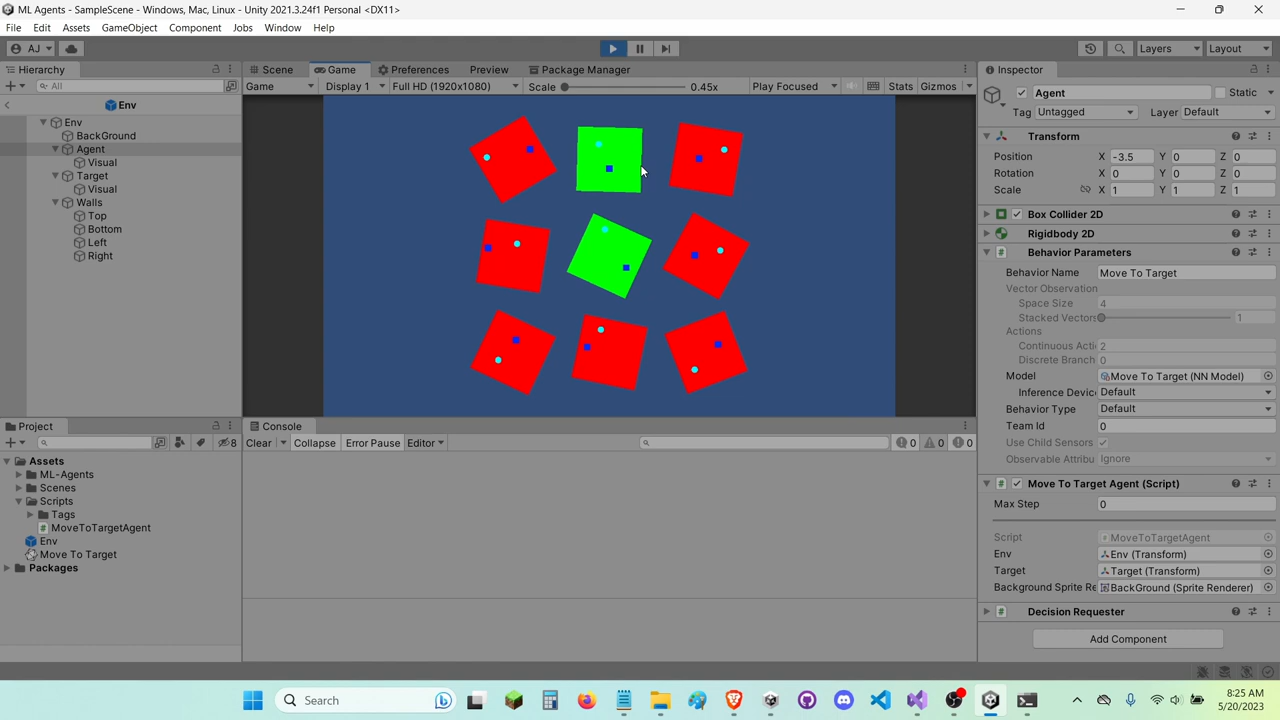 ML Agents - SampleScene - Windows, Mac, Linux - Unity 2021.3.24f1 Personal <DX11>
File Edit Assets GameObject Component Jobs Window Help
AJ Layers Layout
Hierarchy Scene Game Preferences Preview Package Manager Inspector
All Game Display 1 Full HD (1920x1080) Scale 0.45x Play Focused Stats Gizmos
Agent Static
Env
Tag Untagged Layer Default
Env
BackGround
Agent
Visual
Target
Visual
Walls
Top
Bottom
Left
Right
Transform
Position X -3.5 Y 0 Z 0
Rotation X 0 Y 0 Z 0
Scale X 1 Y 1 Z 1
Box Collider 2D
Rigidbody 2D
Behavior Parameters
Behavior Name Move To Target
Vector Observation
Space Size 4
Stacked Vectors 1
Actions
Continuous Acti 2
Discrete Branch 0
Model Move To Target (NN Model)
Inference Devic Default
Behavior Type Default
Team Id 0
Use Child Sensors
Observable Attribu Ignore
Move To Target Agent (Script)
Max Step 0
Script MoveToTargetAgent
Env Env (Transform)
Target Target (Transform)
Background Sprite Re BackGround (Sprite Renderer)
Decision Requester
Add Component
Project
8
Assets
ML-Agents
Scenes
Scripts
Tags
MoveToTargetAgent
Env
Move To Target
Packages
Console
Clear Collapse Error Pause Editor 0 0 0
Search
8:25 AM
5/20/2023